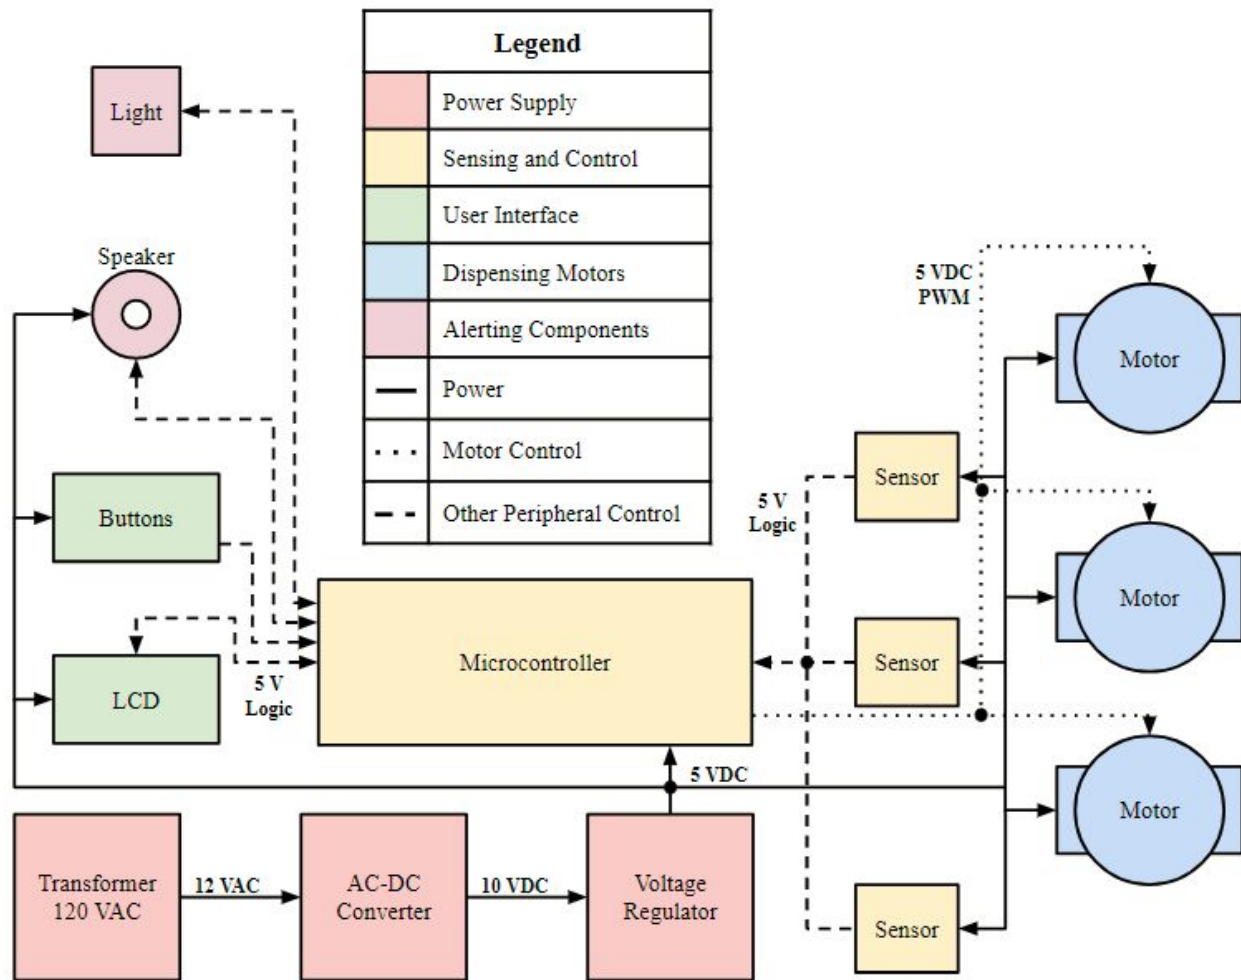 Legend
Power Supply
Sensing and Control
User Interface
Dispensing Motors
Alerting Components
Power
Motor Control
Other Peripheral Control
Light
Speaker
Buttons
LCD
5 V
Logic
Microcontroller
5 V
Logic
Sensor
Sensor
Sensor
5 VDC
PWM
Motor
Motor
Motor
5 VDC
Transformer
120 VAC
12 VAC
AC-DC
Converter
10 VDC
Voltage
Regulator